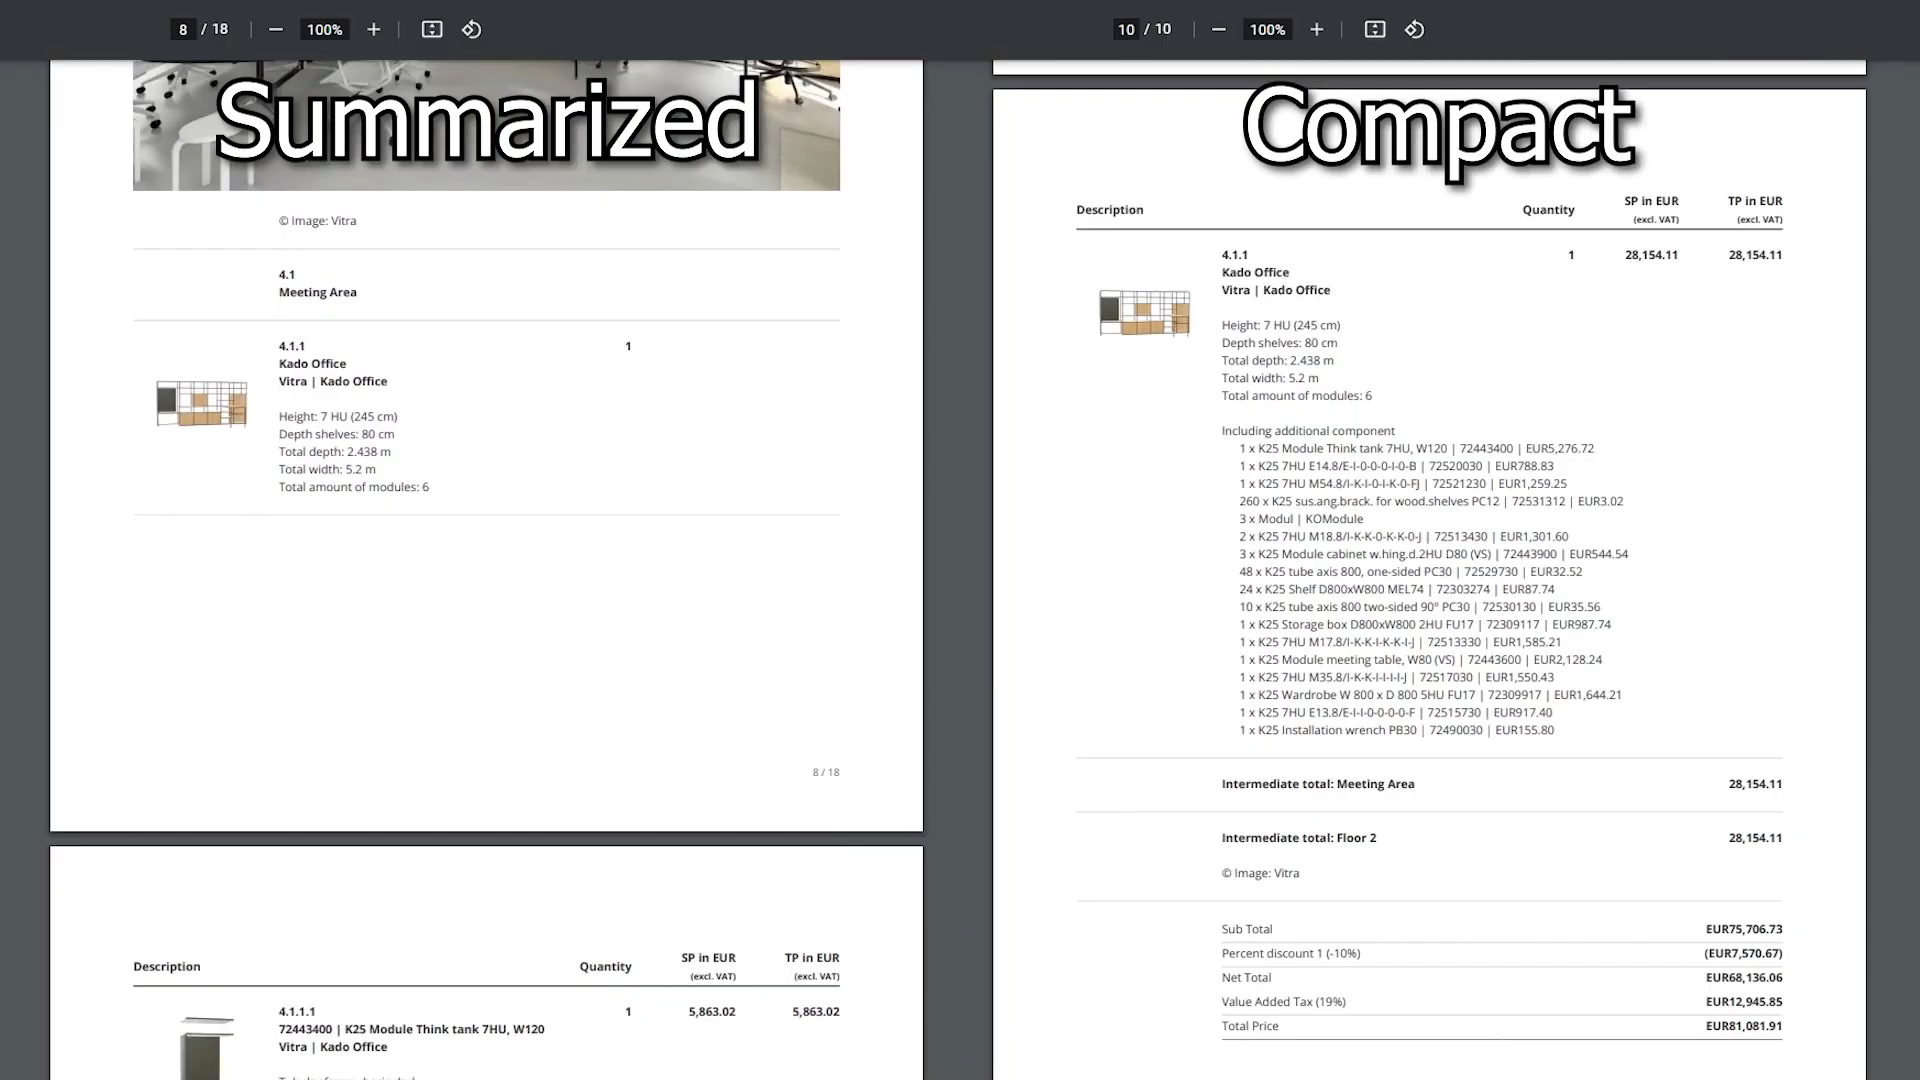 8 / 18
100%
Summarized
© Image: Vitra
4.1
Meeting Area
4.1.1 1
Kado Office
Vitra | Kado Office
Height: 7 HU (245 cm)
Depth shelves: 80 cm
Total depth: 2.438 m
Total width: 5.2 m
Total amount of modules: 6
8 / 18
Description Quantity SP in EUR (excl. VAT) TP in EUR (excl. VAT)
4.1.1.1 1 5,863.02 5,863.02
72443400 | K25 Module Think tank 7HU, W120
Vitra | Kado Office
10 / 10
100%
Compact
Description Quantity SP in EUR (excl. VAT) TP in EUR (excl. VAT)
4.1.1 1 28,154.11 28,154.11
Kado Office
Vitra | Kado Office
Height: 7 HU (245 cm)
Depth shelves: 80 cm
Total depth: 2.438 m
Total width: 5.2 m
Total amount of modules: 6
Including additional component
1 x K25 Module Think tank 7HU, W120 | 72443400 | EUR5,276.72
1 x K25 7HU E14.8/E-I-0-0-0-I-0-B | 72520030 | EUR788.83
1 x K25 7HU M54.8/I-K-I-0-I-K-0-FJ | 72521230 | EUR1,259.25
260 x K25 sus.ang.brack. for wood.shelves PC12 | 72531312 | EUR3.02
3 x Modul | KOModule
2 x K25 7HU M18.8/I-K-K-0-K-K-0-J | 72513430 | EUR1,301.60
3 x K25 Module cabinet w.hing.d.2HU D80 (VS) | 72443900 | EUR544.54
48 x K25 tube axis 800, one-sided PC30 | 72529730 | EUR32.52
24 x K25 Shelf D800xW800 MEL74 | 72303274 | EUR87.74
10 x K25 tube axis 800 two-sided 90° PC30 | 72530130 | EUR35.56
1 x K25 Storage box D800xW800 2HU FU17 | 72309117 | EUR987.74
1 x K25 7HU M17.8/I-K-K-I-K-K-I-J | 72513330 | EUR1,585.21
1 x K25 Module meeting table, W80 (VS) | 72443600 | EUR2,128.24
1 x K25 7HU M35.8/I-K-K-I-I-I-I-J | 72517030 | EUR1,550.43
1 x K25 Wardrobe W 800 x D 800 5HU FU17 | 72309917 | EUR1,644.21
1 x K25 7HU E13.8/E-I-I-0-0-0-0-F | 72515730 | EUR917.40
1 x K25 Installation wrench PB30 | 72490030 | EUR155.80
Intermediate total: Meeting Area 28,154.11
Intermediate total: Floor 2 28,154.11
© Image: Vitra
Sub Total EUR75,706.73
Percent discount 1 (-10%) (EUR7,570.67)
Net Total EUR68,136.06
Value Added Tax (19%) EUR12,945.85
Total Price EUR81,081.91